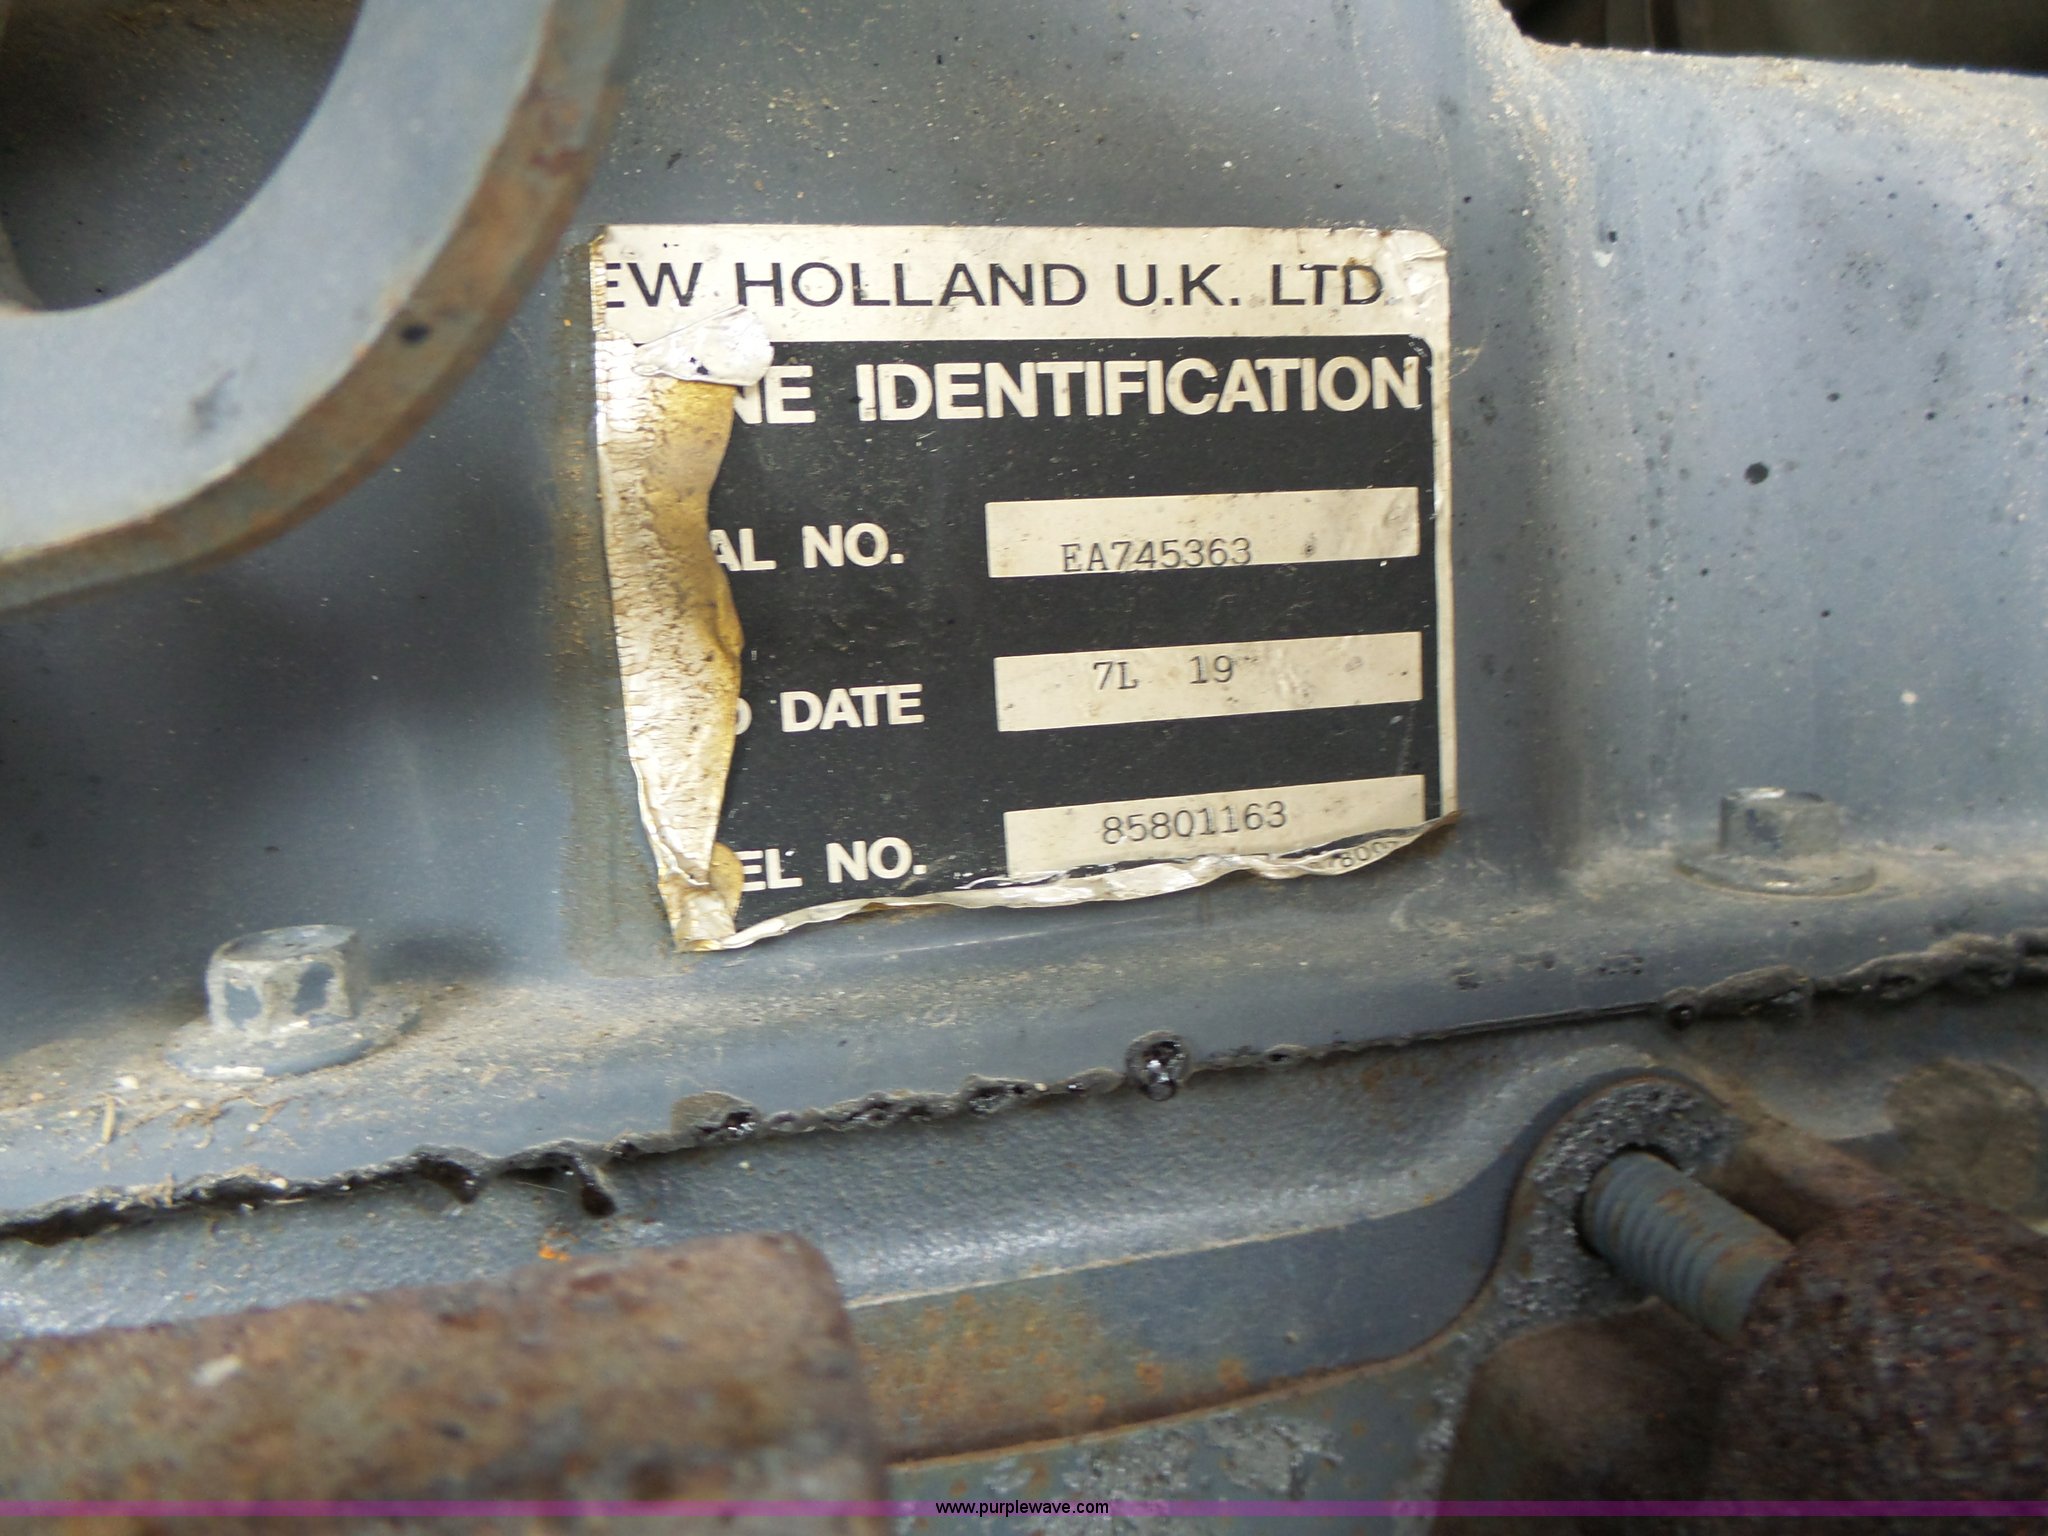 EW HOLLAND U.K. LTD.
NE IDENTIFICATION
AL NO. EA745363
D DATE 7L 19
EL NO. 85801163
www.purplewave.com